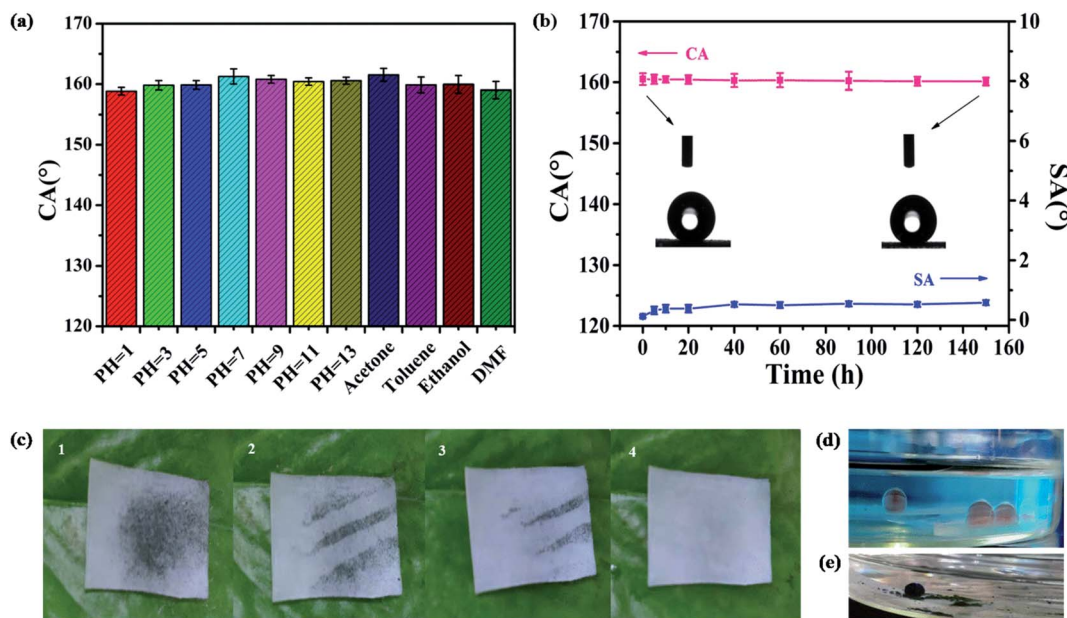 (a)
170
160
150
140
130
120
CA(°)
PH=1
PH=3
PH=5
PH=7
PH=9
PH=11
PH=13
Acetone
Toluene
Ethanol
DMF
(b)
170
160
150
140
130
120
CA(°)
CA
SA
10
8
6
4
2
0
SA(°)
0 20 40 60 80 100 120 140 160
Time (h)
(c)
1
2
3
4
(d)
(e)